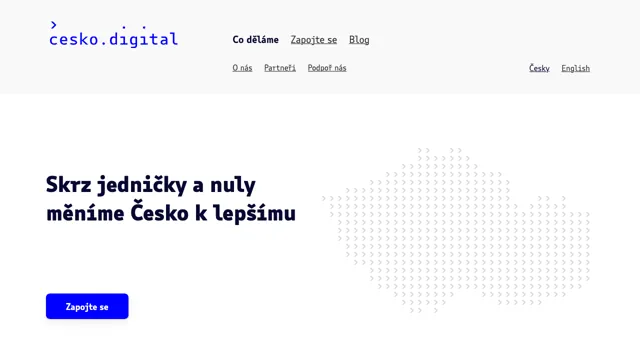 cesko.digital
Co děláme Zapojte se Blog
O nás Partneři Podpoř nás
Česky English
Skrz jedničky a nuly
měníme Česko k lepšímu
Zapojte se